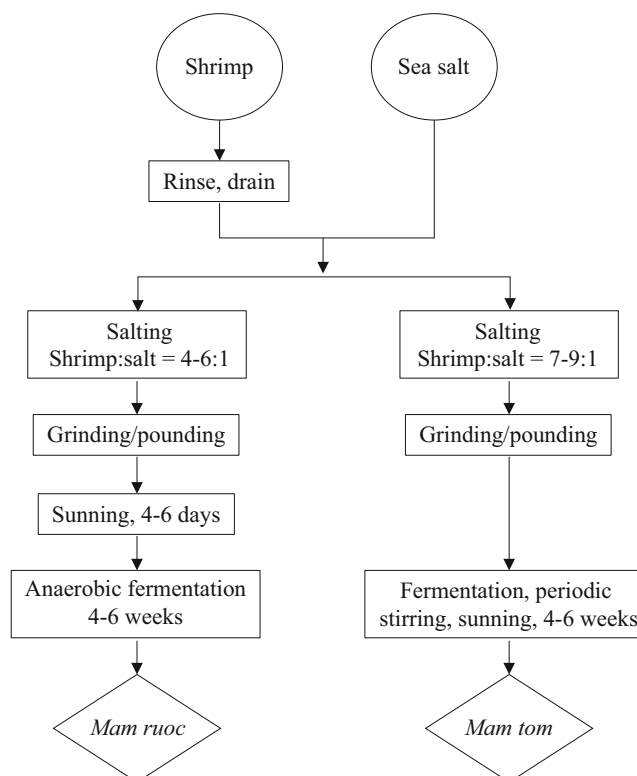 Shrimp
Sea salt
Rinse, drain
Salting
Shrimp:salt = 4-6:1
Salting
Shrimp:salt = 7-9:1
Grinding/pounding
Grinding/pounding
Sunning, 4-6 days
Anaerobic fermentation
4-6 weeks
Fermentation, periodic
stirring, sunning, 4-6 weeks
Mam ruoc
Mam tom